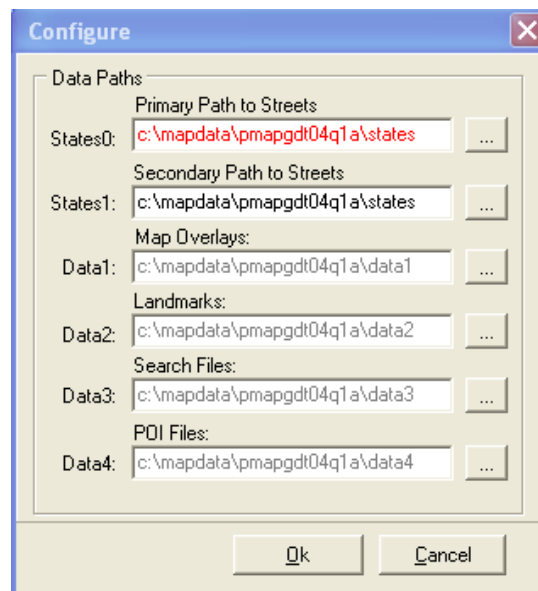 Configure
Data Paths
Primary Path to Streets
States0: c:\mapdata\pmapgdt04q1a\states ...
Secondary Path to Streets
States1: c:\mapdata\pmapgdt04q1a\states ...
Map Overlays:
Data1: c:\mapdata\pmapgdt04q1a\data1 ...
Landmarks:
Data2: c:\mapdata\pmapgdt04q1a\data2 ...
Search Files:
Data3: c:\mapdata\pmapgdt04q1a\data3 ...
POI Files:
Data4: c:\mapdata\pmapgdt04q1a\data4 ...
Ok Cancel